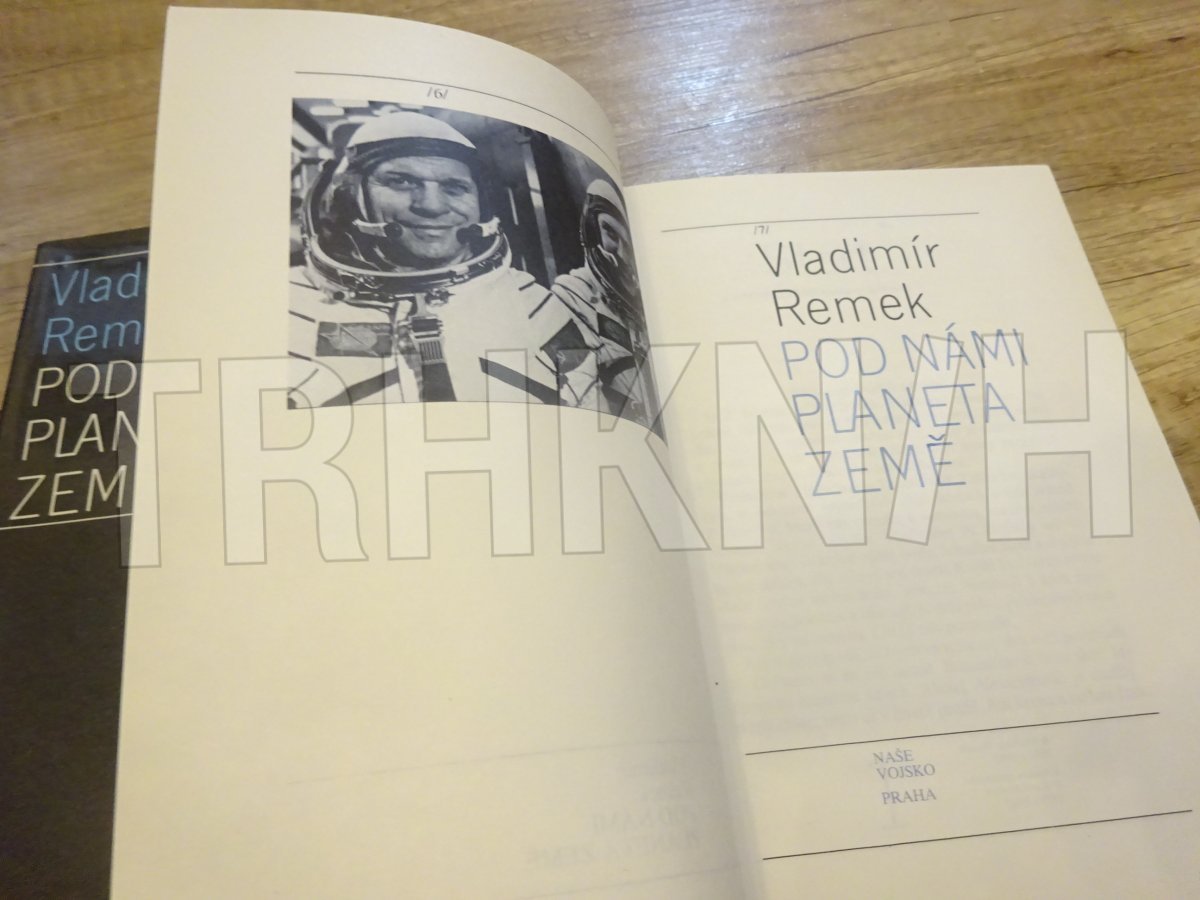 /6/
/7/
Vladimír
Remek
POD NÁMI
PLANETA
ZEMĚ
NAŠE
VOJSKO
PRAHA
Vlad
Rem
POD
PLAN
ZEM
TRHKNIH